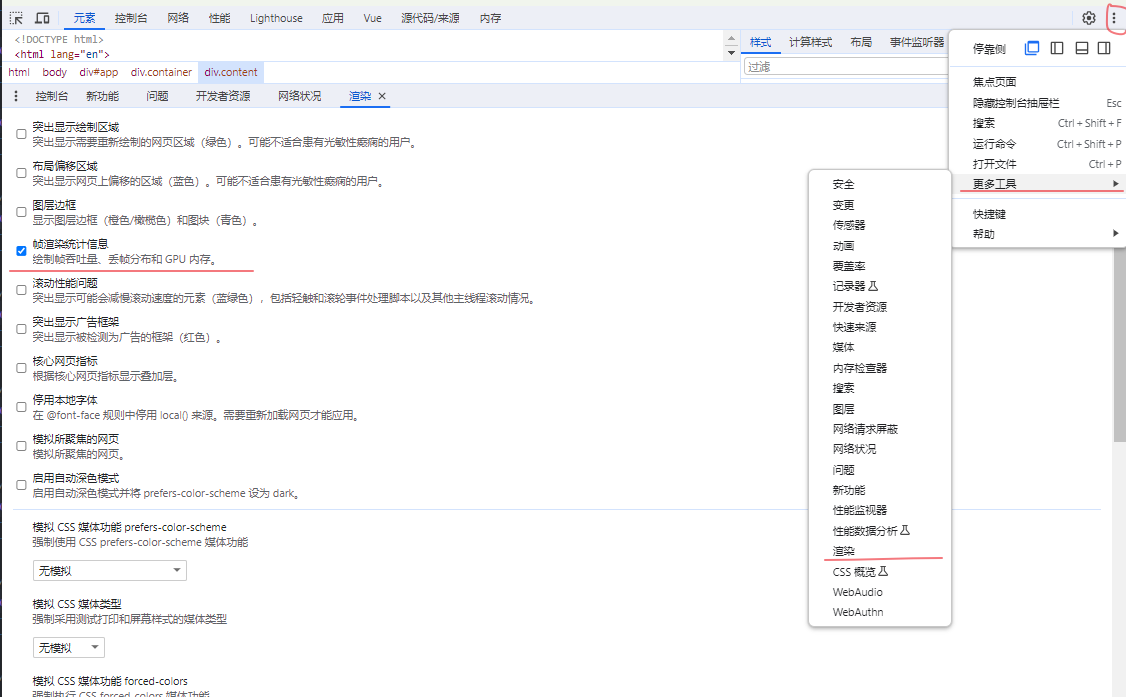 元素 控制台 网络 性能 Lighthouse 应用 Vue 源代码/来源 内存
<!DOCTYPE html>
<html lang="en">
html body div#app div.container div.content
样式 计算样式 布局 事件监听器
过滤
控制台 新功能 问题 开发者资源 网络状况 渲染 ×
突出显示绘制区域
突出显示需要重新绘制的网页区域（绿色）。可能不适合患有光敏性癫痫的用户。
布局偏移区域
突出显示网页上偏移的区域（蓝色）。可能不适合患有光敏性癫痫的用户。
图层边框
显示图层边框（橙色/橄榄色）和图块（青色）。
帧渲染统计信息
绘制帧吞吐量、丢帧分布和 GPU 内存。
滚动性能问题
突出显示可能会减慢滚动速度的元素（蓝绿色），包括轻触和滚轮事件处理脚本以及其他主线程滚动情况。
突出显示广告框架
突出显示被检测为广告的框架（红色）。
核心网页指标
根据核心网页指标显示叠加层。
停用本地字体
在 @font-face 规则中停用 local() 来源。需要重新加载网页才能应用。
模拟所聚焦的网页
模拟所聚焦的网页。
启用自动深色模式
启用自动深色模式并将 prefers-color-scheme 设为 dark。
模拟 CSS 媒体功能 prefers-color-scheme
强制使用 CSS prefers-color-scheme 媒体功能
无模拟
模拟 CSS 媒体类型
强制采用测试打印和屏幕样式的媒体类型
无模拟
模拟 CSS 媒体功能 forced-colors
强制执行 CSS forced-colors 媒体功能
停靠侧
焦点页面
隐藏控制台抽屉栏 Esc
搜索 Ctrl + Shift + F
运行命令 Ctrl + Shift + P
打开文件 Ctrl + P
更多工具
快捷键
帮助
安全
变更
传感器
动画
覆盖率
记录器
开发者资源
快速来源
媒体
内存检查器
搜索
图层
网络请求屏蔽
网络状况
问题
新功能
性能监视器
性能数据分析
渲染
CSS 概览
WebAudio
WebAuthn